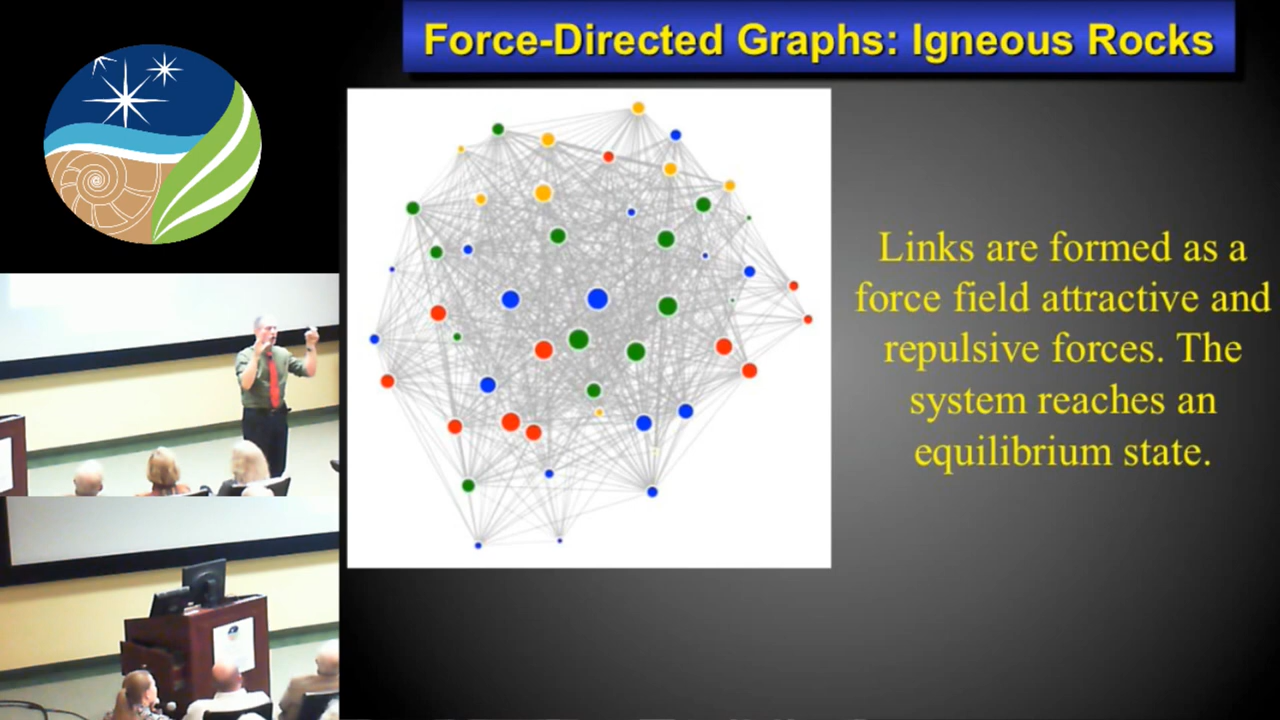 Force-Directed Graphs: Igneous Rocks
Links are formed as a
force field attractive and
repulsive forces. The
system reaches an
equilibrium state.